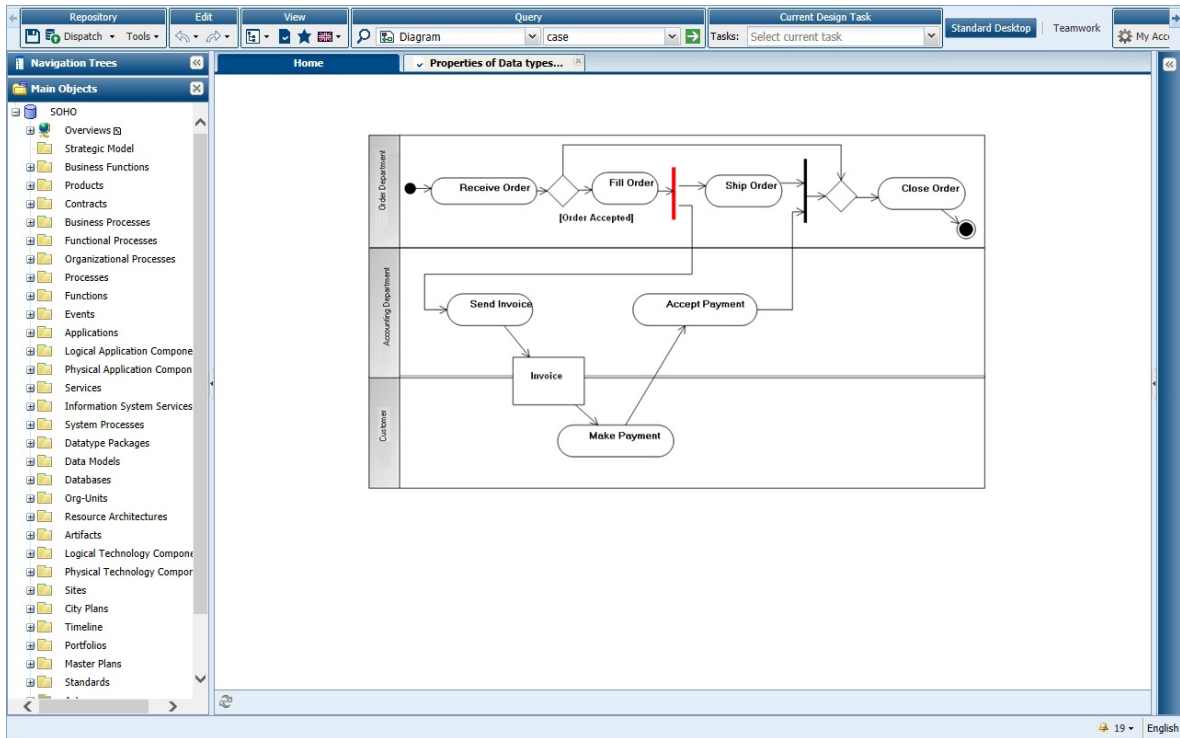 Repository Edit View Query Current Design Task
Dispatch Tools Diagram case Tasks: Select current task Standard Desktop Teamwork My Acco
Navigation Trees
Home Properties of Data types...
Main Objects
SOHO
Overviews
Strategic Model
Business Functions
Products
Contracts
Business Processes
Functional Processes
Organizational Processes
Processes
Functions
Events
Applications
Logical Application Compone
Physical Application Compon
Services
Information System Services
System Processes
Datatype Packages
Data Models
Databases
Org-Units
Resource Architectures
Artifacts
Logical Technology Compone
Physical Technology Compor
Sites
City Plans
Timeline
Portfolios
Master Plans
Standards
Order Department
Receive Order
Fill Order
Ship Order
Close Order
[Order Accepted]
Accounting Department
Send Invoice
Accept Payment
Invoice
Customer
Make Payment
19 English